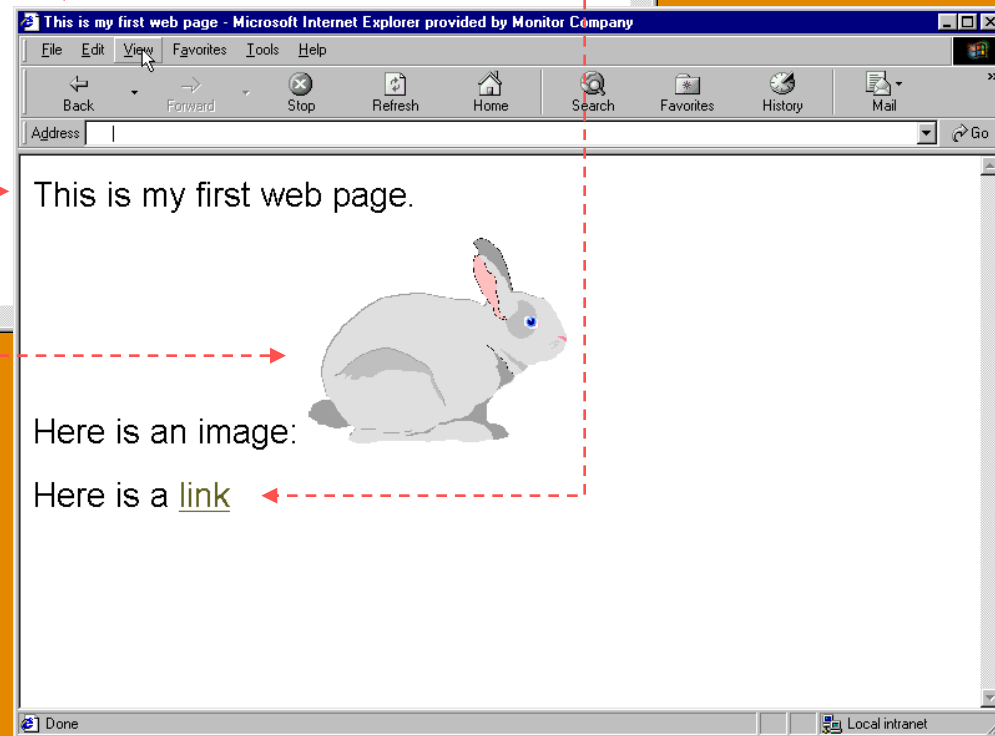 This is my first web page - Microsoft Internet Explorer provided by Monitor Company
File Edit View Favorites Tools Help
Back Forward Stop Refresh Home Search Favorites History Mail »
Address Go
This is my first web page.
Here is an image:
Here is a link
Done Local intranet